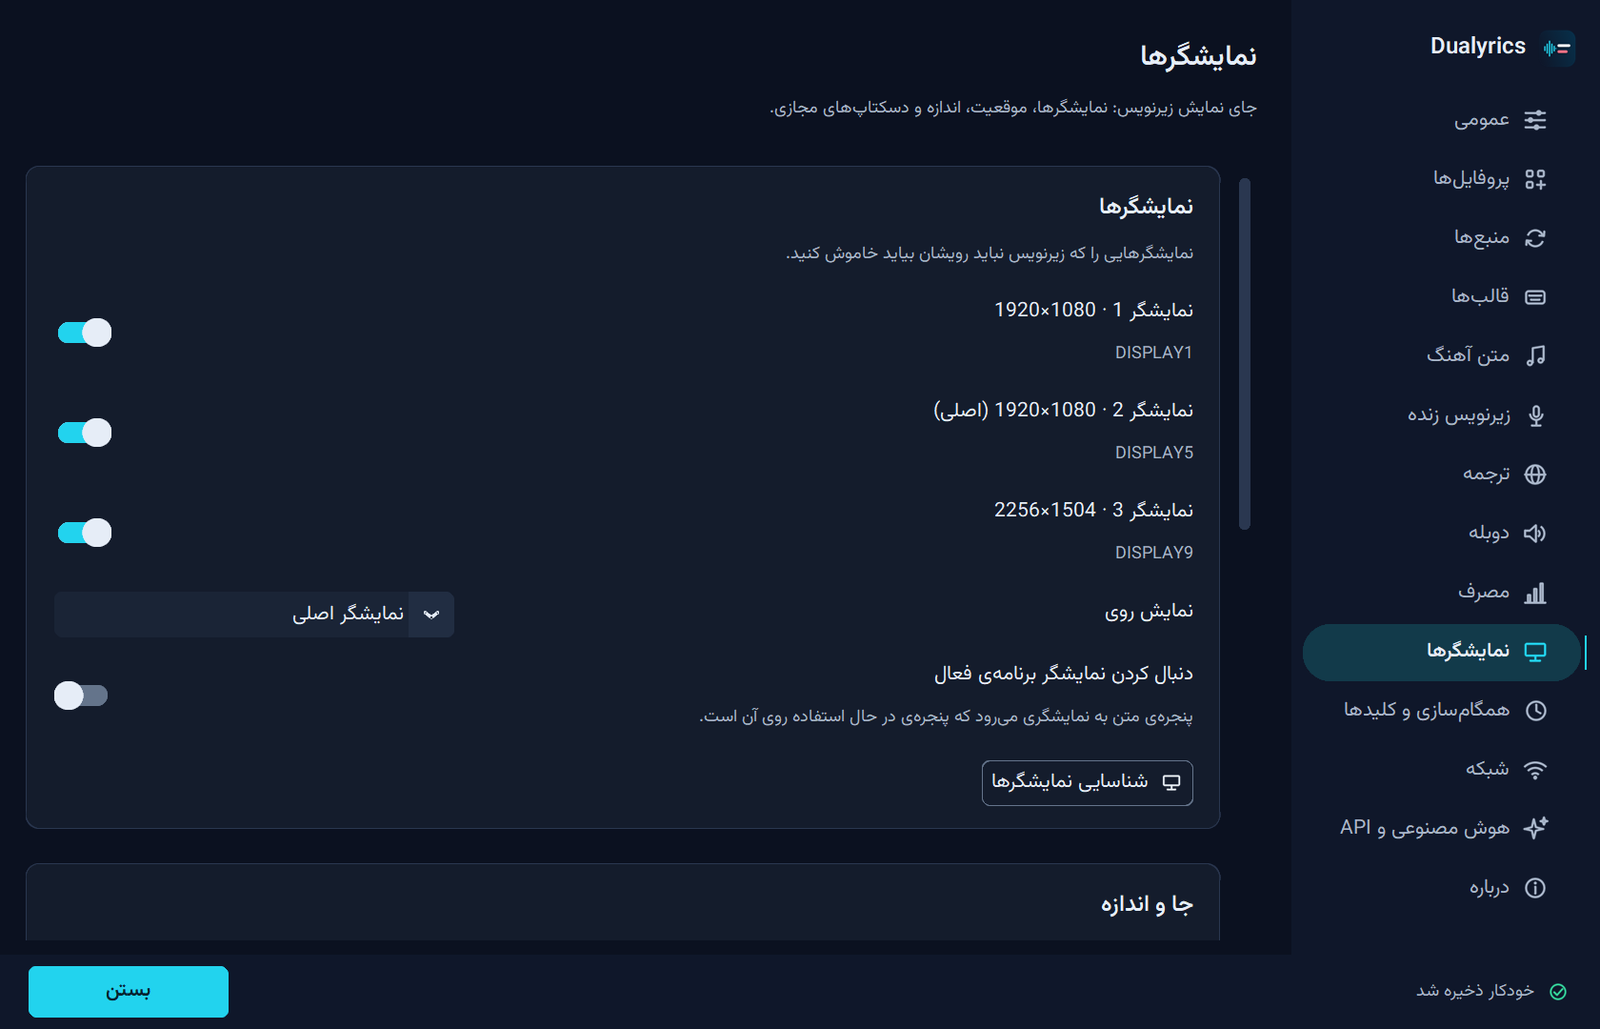 Dualyrics
عمومی
پروفایل‌ها
منبع‌ها
قالب‌ها
متن آهنگ
زیرنویس زنده
ترجمه
دوبله
مصرف
نمایشگرها
همگام‌سازی و کلیدها
شبکه
هوش مصنوعی و API
درباره
نمایشگرها
جای نمایش زیرنویس: نمایشگرها، موقعیت، اندازه و دسکتاپ‌های مجازی.
نمایشگرها
نمایشگرهایی را که زیرنویس نباید رویشان بیاید خاموش کنید.
نمایشگر 1 · 1080×1920
DISPLAY1
نمایشگر 2 · 1080×1920 (اصلی)
DISPLAY5
نمایشگر 3 · 1504×2256
DISPLAY9
نمایش روی
نمایشگر اصلی
دنبال کردن نمایشگر برنامه‌ی فعال
پنجره‌ی متن به نمایشگری می‌رود که پنجره‌ی در حال استفاده روی آن است.
شناسایی نمایشگرها
جا و اندازه
خودکار ذخیره شد
بستن